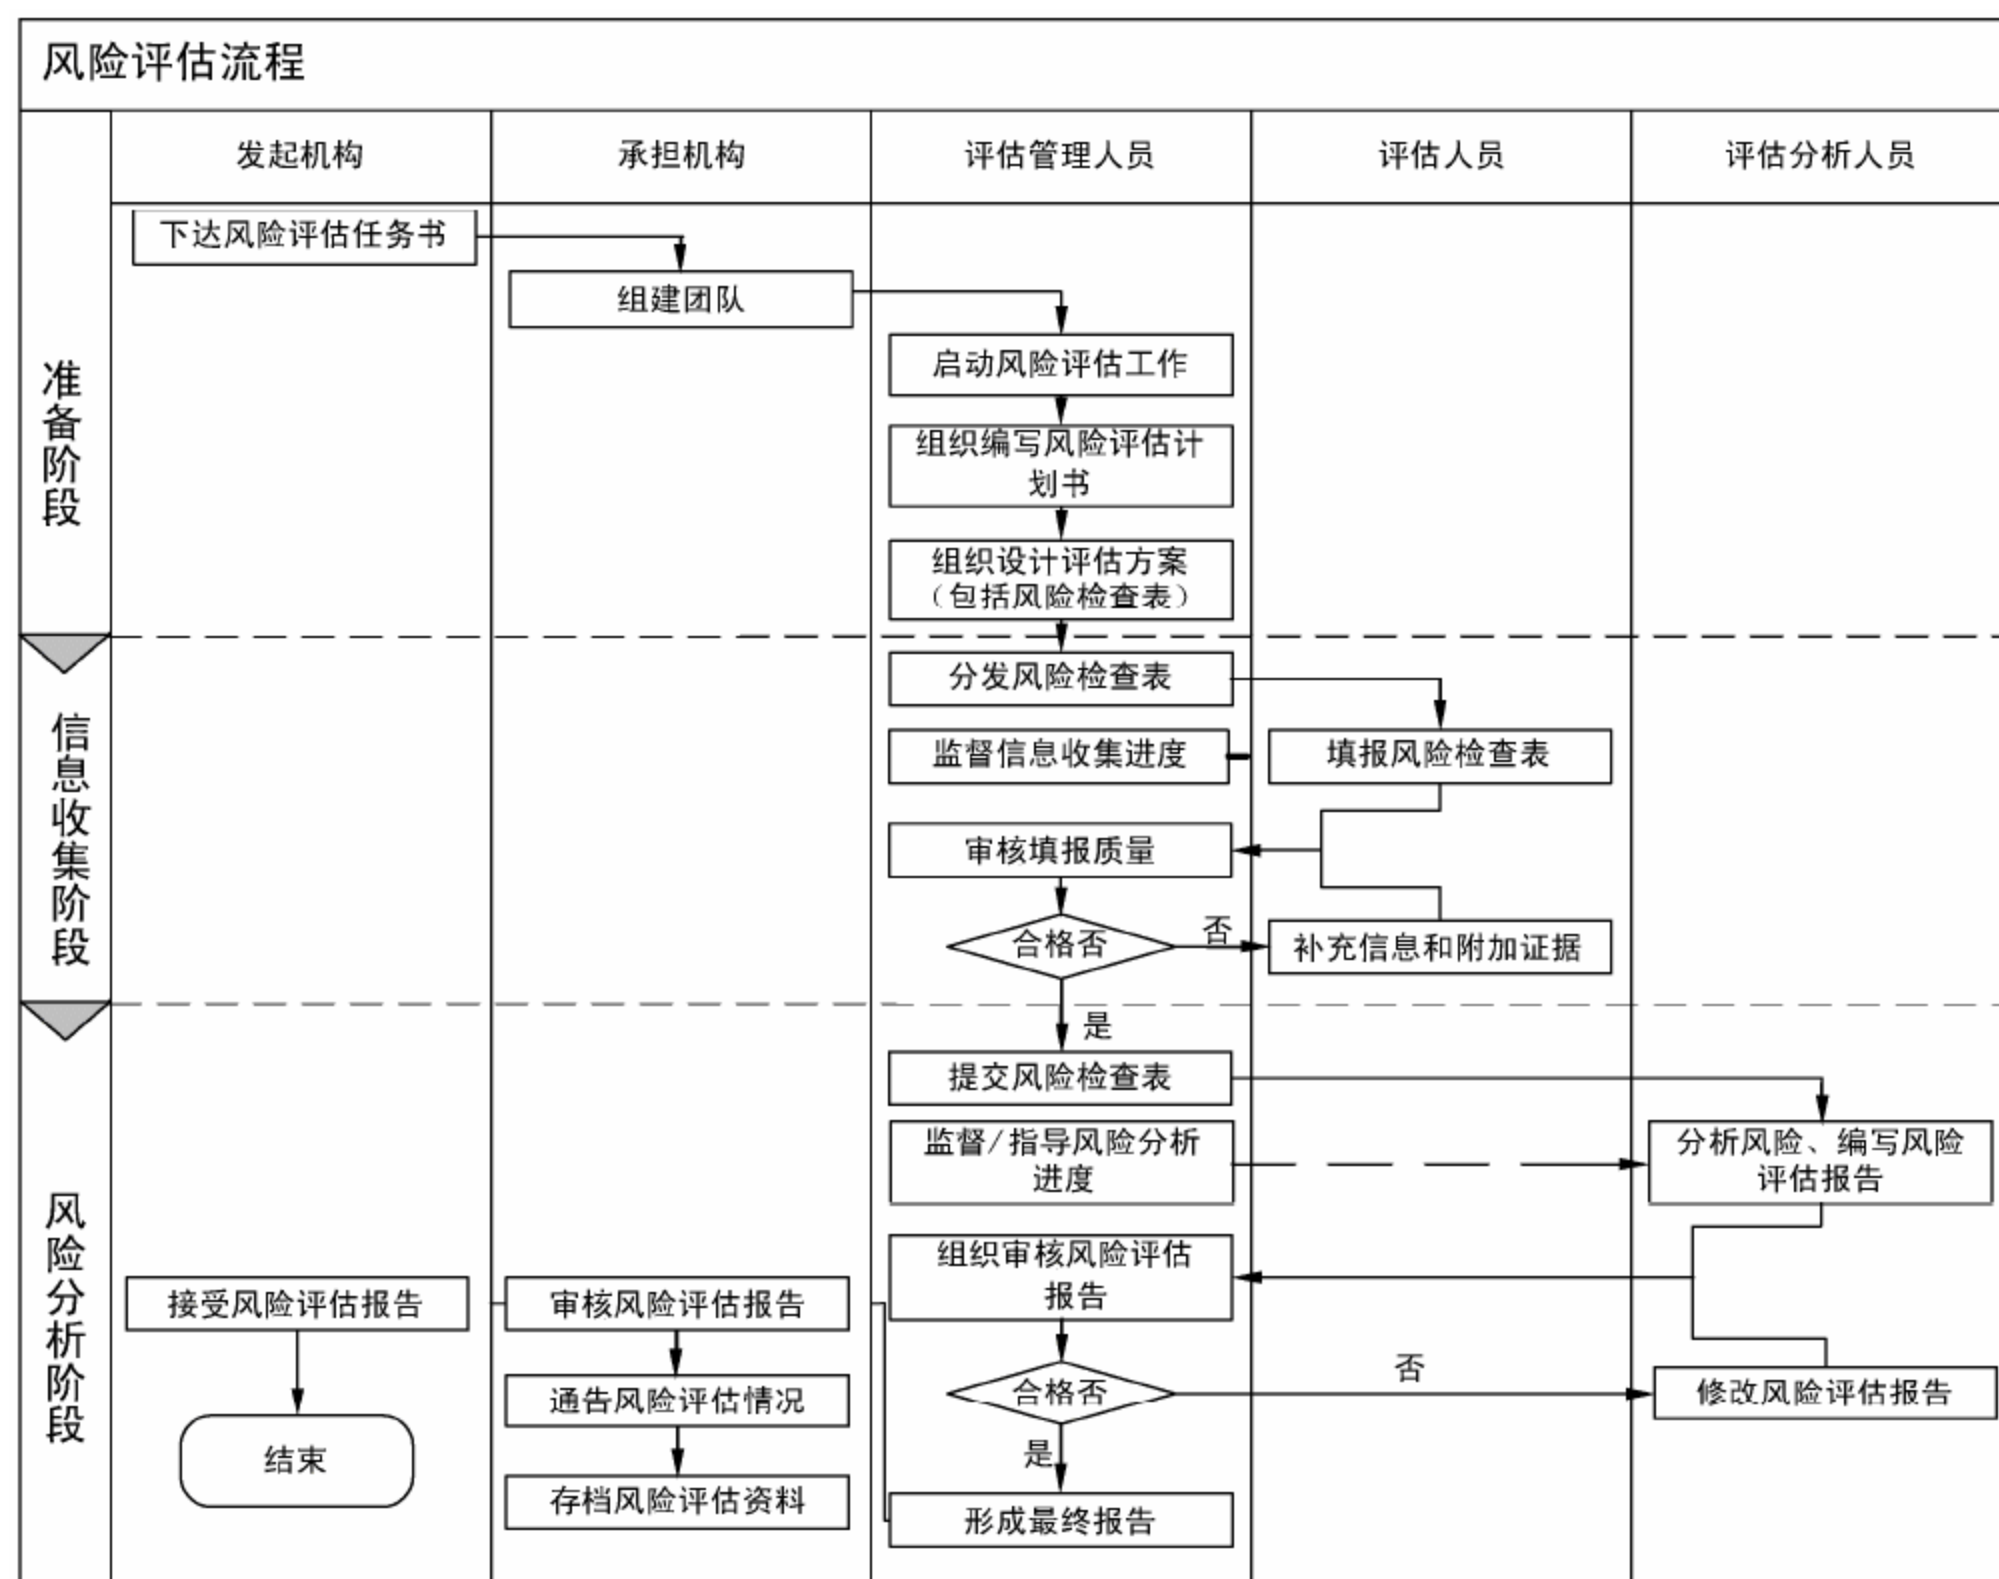 风险评估流程
发起机构
承担机构
评估管理人员
评估人员
评估分析人员
准备阶段
下达风险评估任务书
组建团队
启动风险评估工作
组织编写风险评估计
划书
组织设计评估方案
（包括风险检查表）
信息收集阶段
分发风险检查表
监督信息收集进度
填报风险检查表
审核填报质量
合格否
否
补充信息和附加证据
是
风险分析阶段
提交风险检查表
监督/指导风险分析
进度
分析风险、编写风险
评估报告
组织审核风险评估
报告
接受风险评估报告
审核风险评估报告
合格否
否
修改风险评估报告
通告风险评估情况
是
结束
存档风险评估资料
形成最终报告